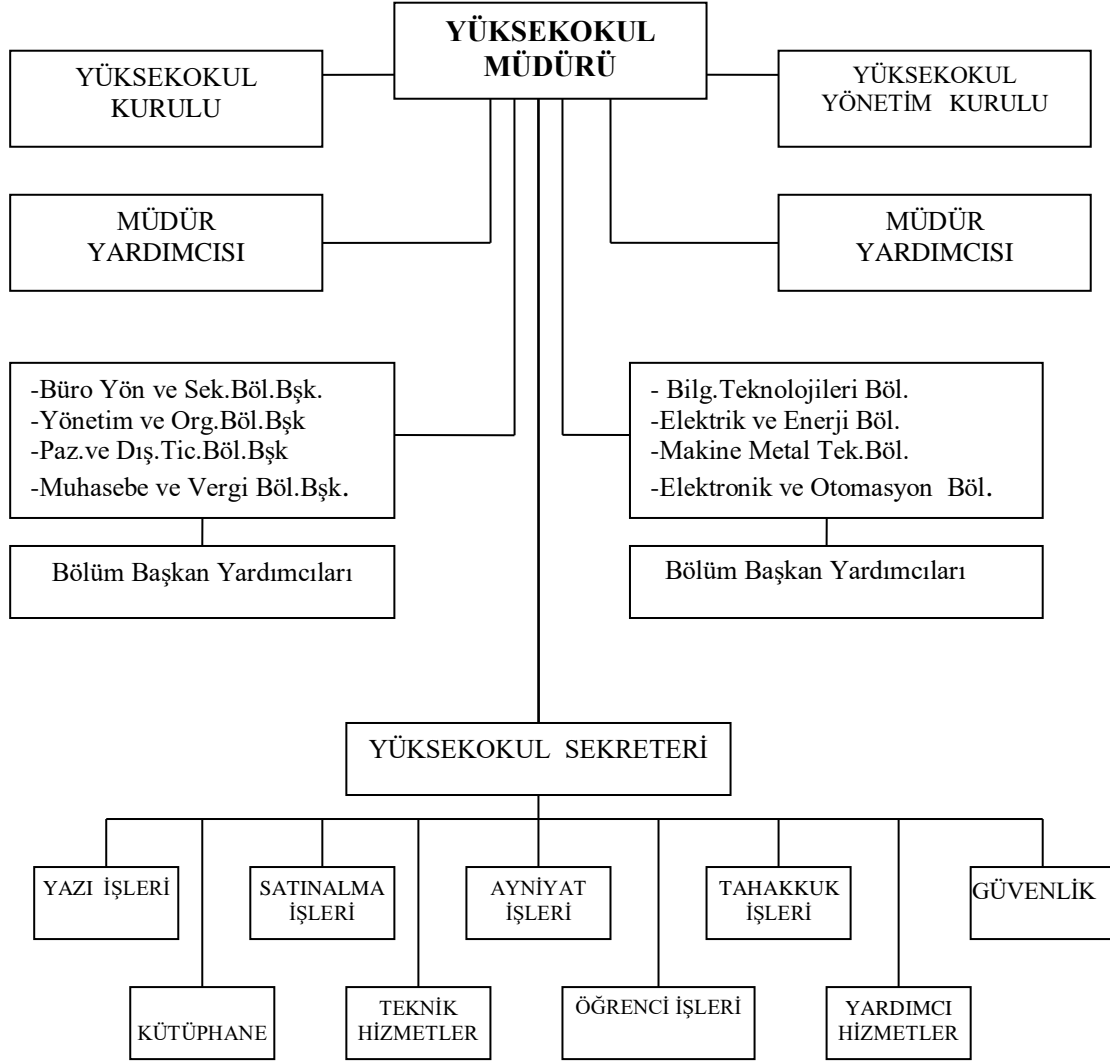 YÜKSEKOKUL
MÜDÜRÜ
YÜKSEKOKUL
KURULU
YÜKSEKOKUL
YÖNETİM KURULU
MÜDÜR
YARDIMCISI
MÜDÜR
YARDIMCISI
-Büro Yön ve Sek.Böl.Bşk.
-Yönetim ve Org.Böl.Bşk
-Paz.ve Dış.Tic.Böl.Bşk
-Muhasebe ve Vergi Böl.Bşk.
- Bilg.Teknolojileri Böl.
-Elektrik ve Enerji Böl.
-Makine Metal Tek.Böl.
-Elektronik ve Otomasyon Böl.
Bölüm Başkan Yardımcıları
Bölüm Başkan Yardımcıları
YÜKSEKOKUL SEKRETERİ
YAZI İŞLERİ
SATINALMA
İŞLERİ
AYNİYAT
İŞLERİ
TAHAKKUK
İŞLERİ
GÜVENLİK
KÜTÜPHANE
TEKNİK
HİZMETLER
ÖĞRENCİ İŞLERİ
YARDIMCI
HİZMETLER